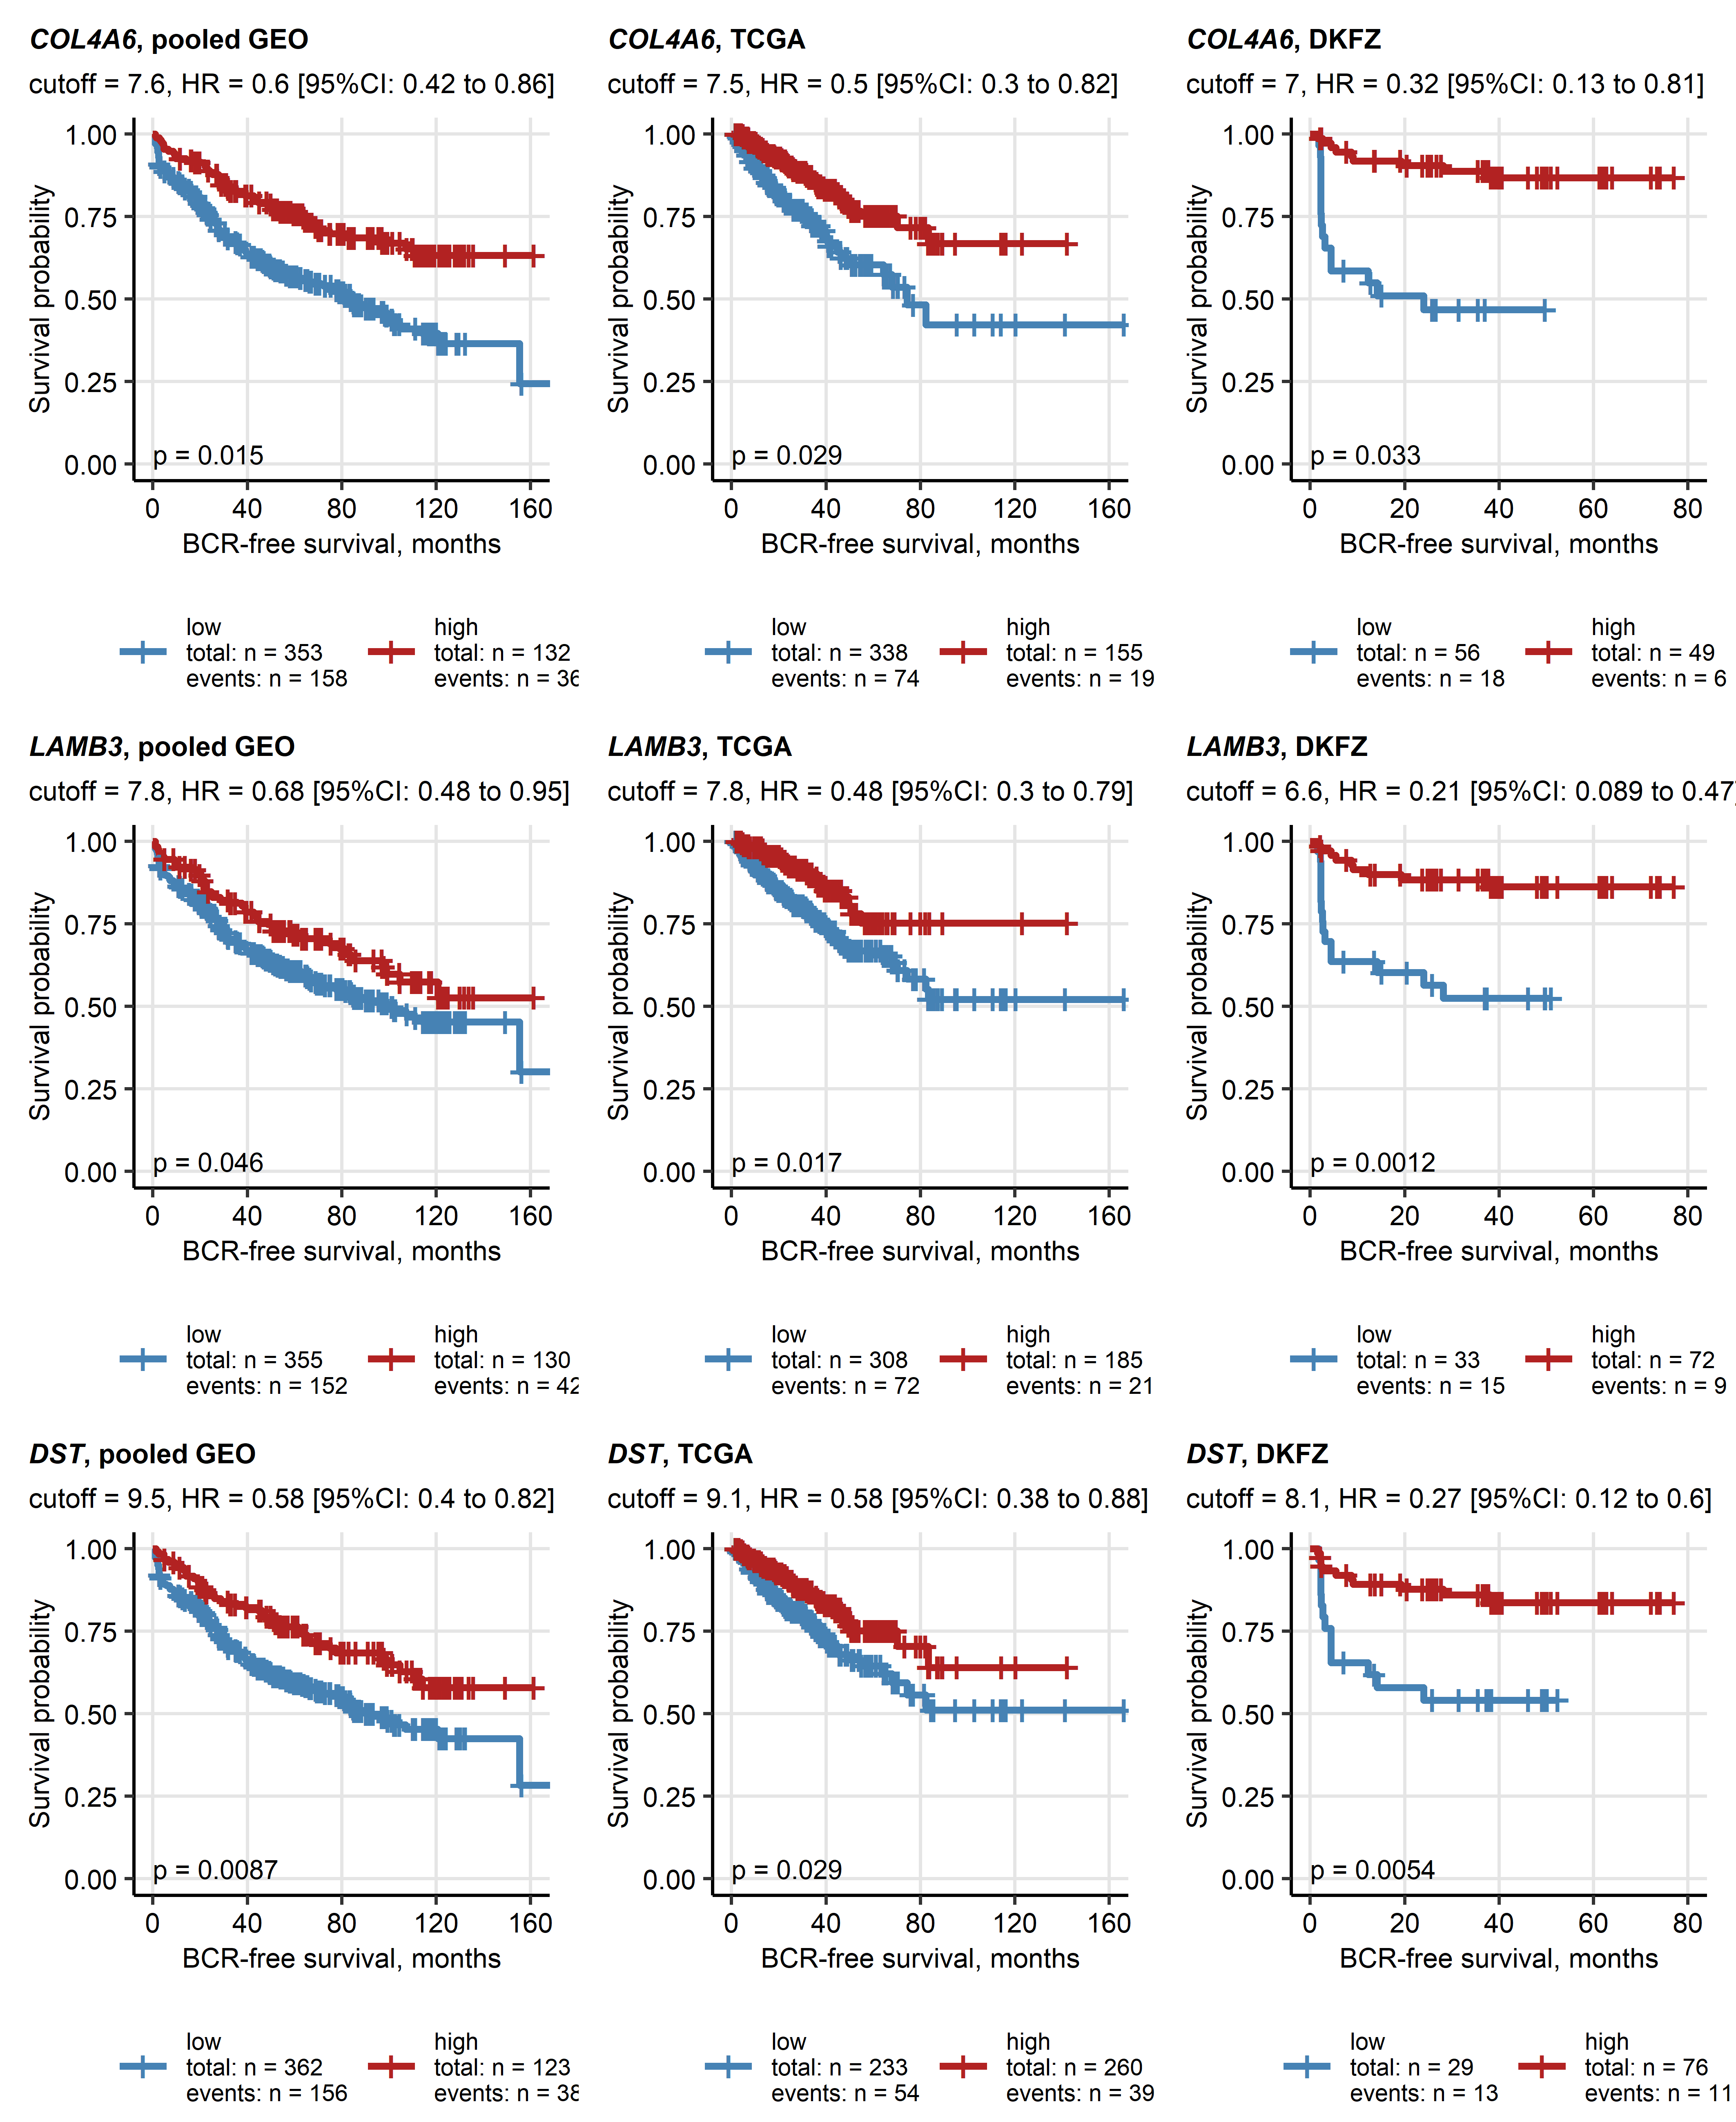 COL4A6, pooled GEO
cutoff = 7.6, HR = 0.6 [95%CI: 0.42 to 0.86]
Survival probability
1.00
0.75
0.50
0.25
0.00
p = 0.015
0 40 80 120 160
BCR-free survival, months
low
total: n = 353
events: n = 158
high
total: n = 132
events: n = 36
COL4A6, TCGA
cutoff = 7.5, HR = 0.5 [95%CI: 0.3 to 0.82]
Survival probability
1.00
0.75
0.50
0.25
0.00
p = 0.029
0 40 80 120 160
BCR-free survival, months
low
total: n = 338
events: n = 74
high
total: n = 155
events: n = 19
COL4A6, DKFZ
cutoff = 7, HR = 0.32 [95%CI: 0.13 to 0.81]
Survival probability
1.00
0.75
0.50
0.25
0.00
p = 0.033
0 20 40 60 80
BCR-free survival, months
low
total: n = 56
events: n = 18
high
total: n = 49
events: n = 6
LAMB3, pooled GEO
cutoff = 7.8, HR = 0.68 [95%CI: 0.48 to 0.95]
Survival probability
1.00
0.75
0.50
0.25
0.00
p = 0.046
0 40 80 120 160
BCR-free survival, months
low
total: n = 355
events: n = 152
high
total: n = 130
events: n = 42
LAMB3, TCGA
cutoff = 7.8, HR = 0.48 [95%CI: 0.3 to 0.79]
Survival probability
1.00
0.75
0.50
0.25
0.00
p = 0.017
0 40 80 120 160
BCR-free survival, months
low
total: n = 308
events: n = 72
high
total: n = 185
events: n = 21
LAMB3, DKFZ
cutoff = 6.6, HR = 0.21 [95%CI: 0.089 to 0.47]
Survival probability
1.00
0.75
0.50
0.25
0.00
p = 0.0012
0 20 40 60 80
BCR-free survival, months
low
total: n = 33
events: n = 15
high
total: n = 72
events: n = 9
DST, pooled GEO
cutoff = 9.5, HR = 0.58 [95%CI: 0.4 to 0.82]
Survival probability
1.00
0.75
0.50
0.25
0.00
p = 0.0087
0 40 80 120 160
BCR-free survival, months
low
total: n = 362
events: n = 156
high
total: n = 123
events: n = 38
DST, TCGA
cutoff = 9.1, HR = 0.58 [95%CI: 0.38 to 0.88]
Survival probability
1.00
0.75
0.50
0.25
0.00
p = 0.029
0 40 80 120 160
BCR-free survival, months
low
total: n = 233
events: n = 54
high
total: n = 260
events: n = 39
DST, DKFZ
cutoff = 8.1, HR = 0.27 [95%CI: 0.12 to 0.6]
Survival probability
1.00
0.75
0.50
0.25
0.00
p = 0.0054
0 20 40 60 80
BCR-free survival, months
low
total: n = 29
events: n = 13
high
total: n = 76
events: n = 11